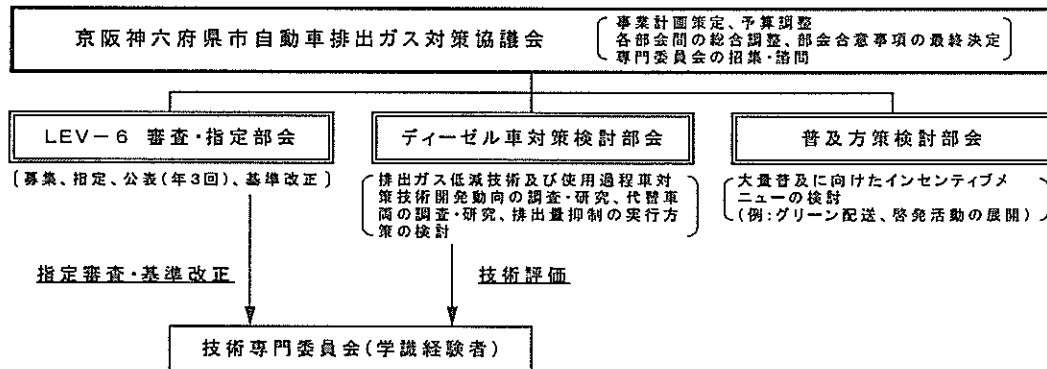 京阪神六府県市自動車排出ガス対策協議会
事業計画策定、予算調整
各部会間の総合調整、部会合意事項の最終決定
専門委員会の招集・諮問
LEV-6 審査・指定部会
ディーゼル車対策検討部会
普及方策検討部会
〔募集、指定、公表(年3回)、基準改正〕
排出ガス低減技術及び使用過程車対
策技術開発動向の調査・研究、代替車
両の調査・研究、排出量抑制の実行方
策の検討
大量普及に向けたインセンティブメ
ニューの検討
(例:グリーン配送、啓発活動の展開)
指定審査・基準改正
技術評価
技術専門委員会(学識経験者)